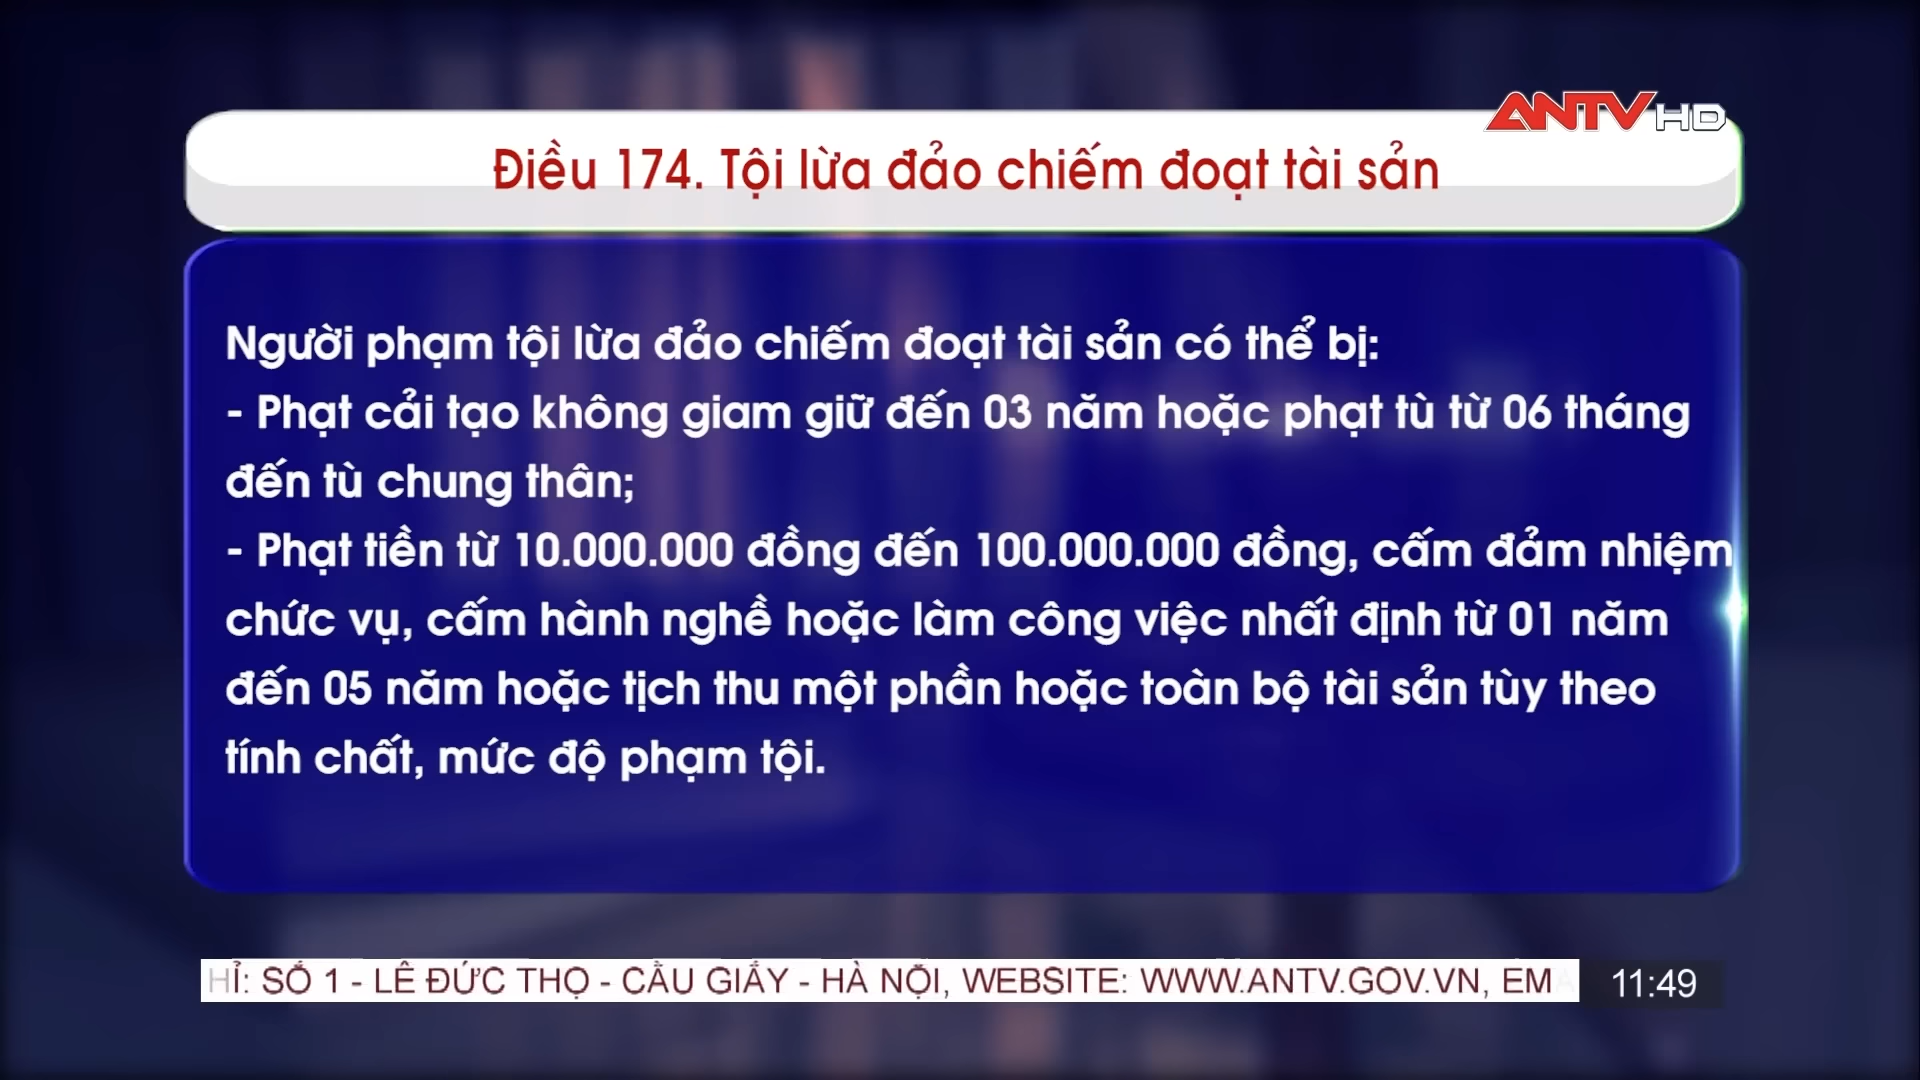 ANTV HD
Điều 174. Tội lừa đảo chiếm đoạt tài sản
Người phạm tội lừa đảo chiếm đoạt tài sản có thể bị:
- Phạt cải tạo không giam giữ đến 03 năm hoặc phạt tù từ 06 tháng
đến tù chung thân;
- Phạt tiền từ 10.000.000 đồng đến 100.000.000 đồng, cấm đảm nhiệm
chức vụ, cấm hành nghề hoặc làm công việc nhất định từ 01 năm
đến 05 năm hoặc tịch thu một phần hoặc toàn bộ tài sản tùy theo
tính chất, mức độ phạm tội.
HỈ: SỐ 1 - LÊ ĐỨC THỌ - CẦU GIẤY - HÀ NỘI, WEBSITE: WWW.ANTV.GOV.VN, EMA
11:49